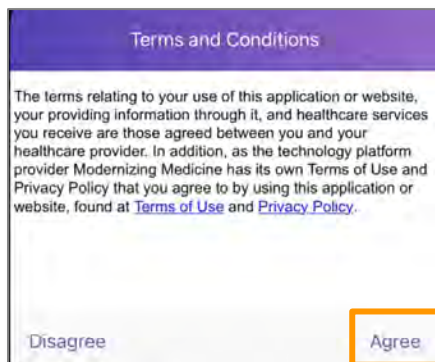 Terms and Conditions
The terms relating to your use of this application or website,
your providing information through it, and healthcare services
you receive are those agreed between you and your
healthcare provider. In addition, as the technology platform
provider Modernizing Medicine has its own Terms of Use and
Privacy Policy that you agree to by using this application or
website, found at Terms of Use and Privacy Policy.
Disagree Agree